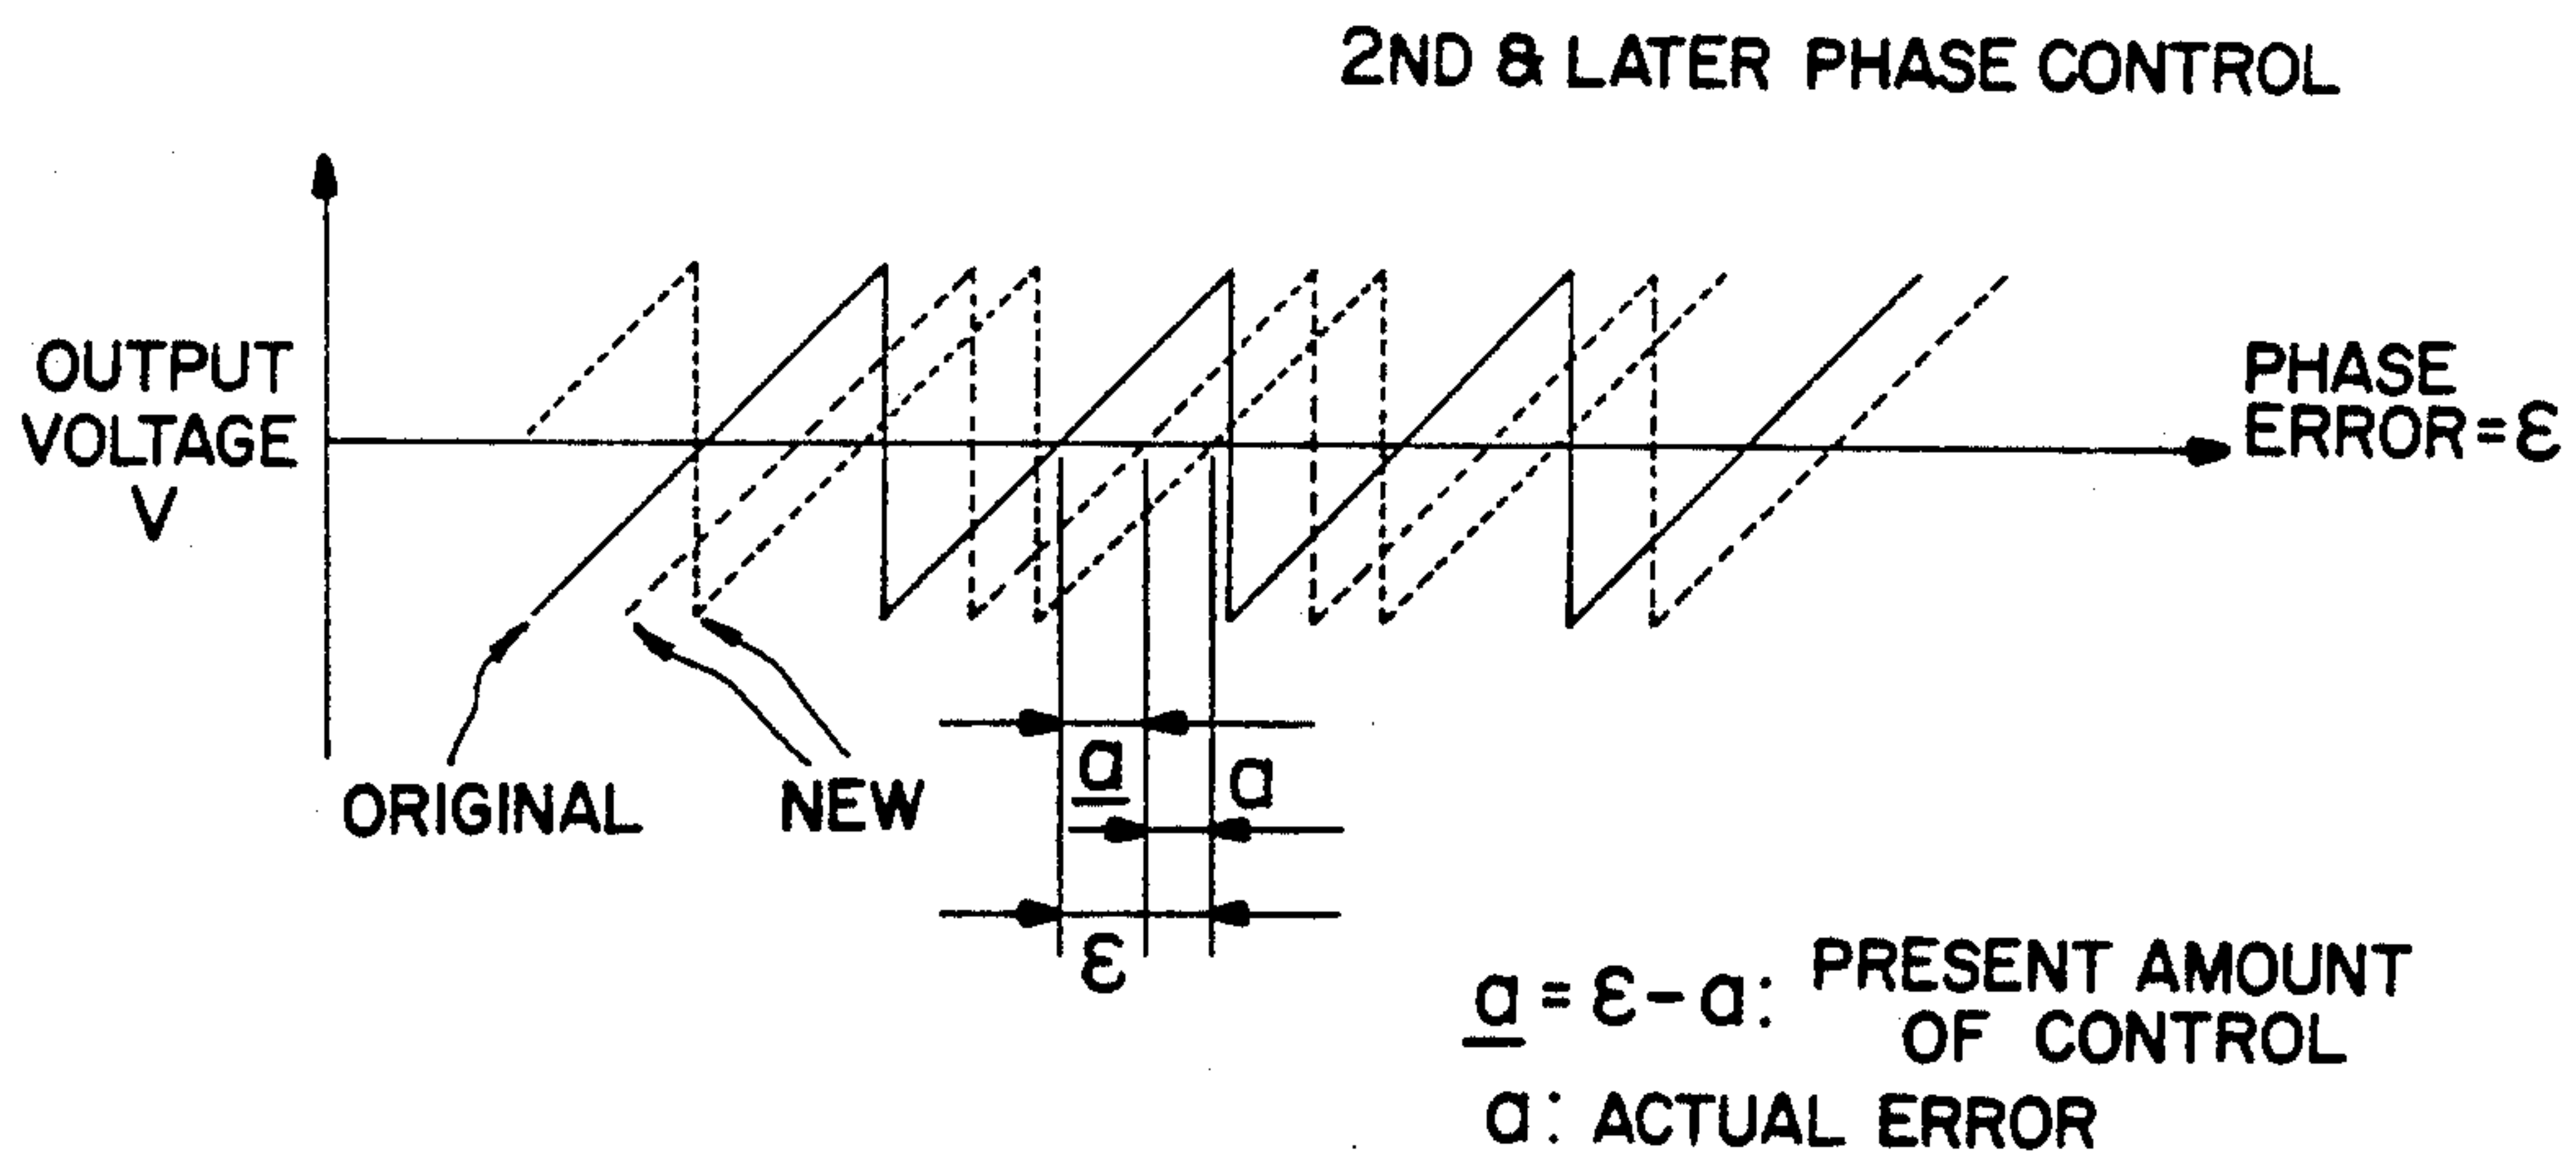 2ND & LATER PHASE CONTROL
OUTPUT
VOLTAGE
V
PHASE
ERROR = ε
ORIGINAL
NEW
a
a
ε
a = ε - a: PRESENT AMOUNT
OF CONTROL
a: ACTUAL ERROR